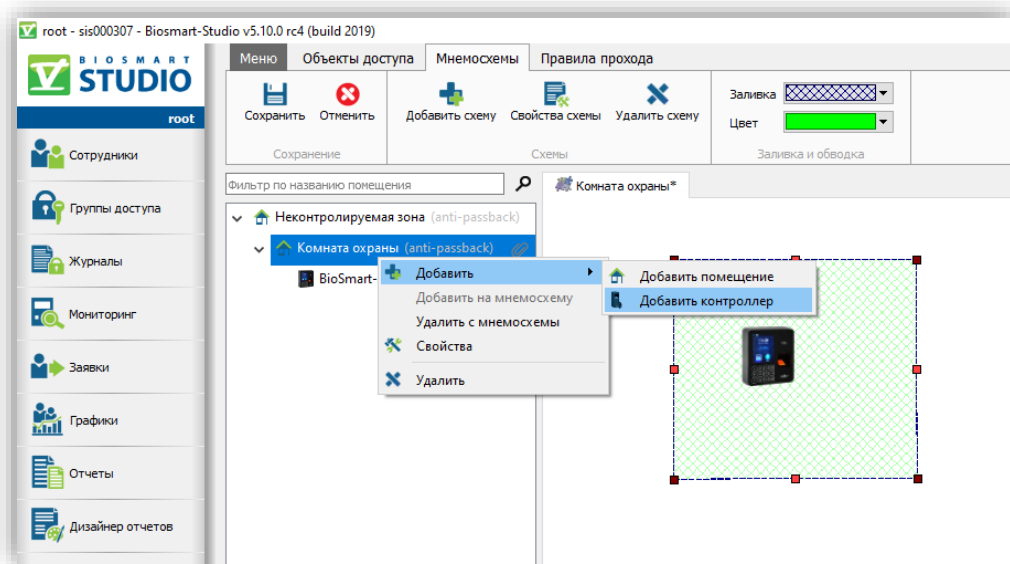 root - sis000307 - Biosmart-Studio v5.10.0 rc4 (build 2019)
BIOSMART
STUDIO
root
Меню Объекты доступа Мнемосхемы Правила прохода
Сохранить Отменить Добавить схему Свойства схемы Удалить схему
Заливка
Цвет
Сохранение Схемы Заливка и обводка
Сотрудники
Группы доступа
Журналы
Мониторинг
Заявки
Графики
Отчеты
Дизайнер отчетов
Фильтр по названию помещения
Комната охраны*
Неконтролируемая зона (anti-passback)
Комната охраны (anti-passback)
BioSmart-
Добавить
Добавить на мнемосхему
Удалить с мнемосхемы
Свойства
Удалить
Добавить помещение
Добавить контроллер